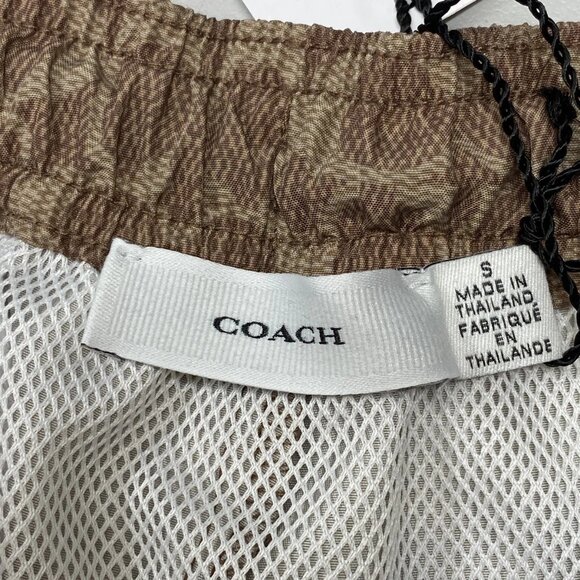 COACH
S
MADE IN
THAILAND
FABRIQUÉ
EN
THAILANDE